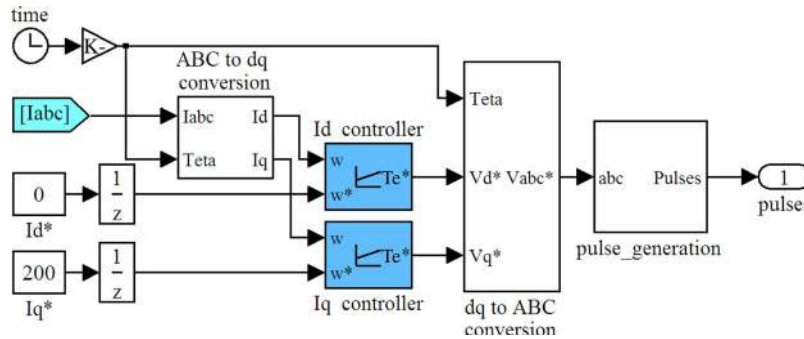 time
K-
ABC to dq
conversion
[Iabc]
Iabc Id
Teta Iq
Id controller
w
w* Te*
0
Id*
1
z
w
w* Te*
Iq controller
200
Iq*
1
z
Teta
Vd* Vabc*
Vq*
dq to ABC
conversion
abc Pulses
pulse_generation
1
pulses